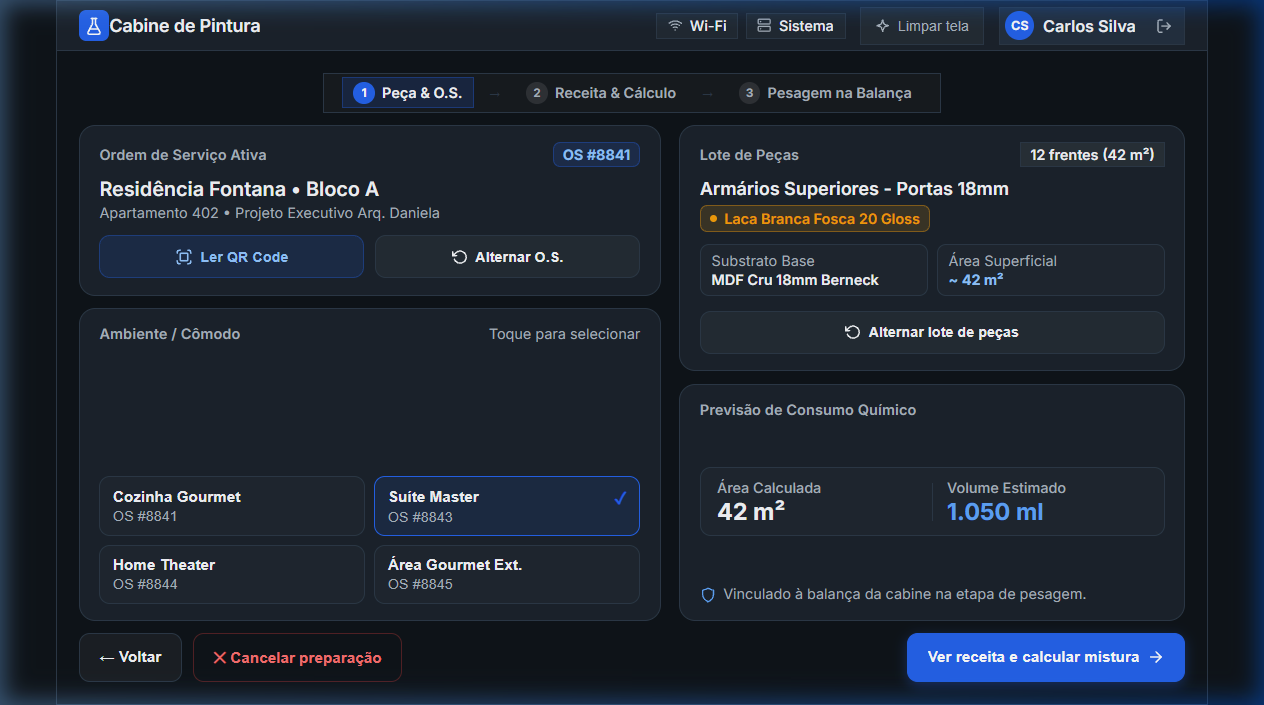 Cabine de Pintura
Wi-Fi
Sistema
Limpar tela
CS
Carlos Silva
1 Peça & O.S. → 2 Receita & Cálculo → 3 Pesagem na Balança
Ordem de Serviço Ativa
OS #8841
Residência Fontana • Bloco A
Apartamento 402 • Projeto Executivo Arq. Daniela
Ler QR Code
Alternar O.S.
Ambiente / Cômodo
Toque para selecionar
Cozinha Gourmet
OS #8841
Suíte Master
OS #8843
Home Theater
OS #8844
Área Gourmet Ext.
OS #8845
Lote de Peças
12 frentes (42 m²)
Armários Superiores - Portas 18mm
Laca Branca Fosca 20 Gloss
Substrato Base
MDF Cru 18mm Berneck
Área Superficial
~ 42 m²
Alternar lote de peças
Previsão de Consumo Químico
Área Calculada
42 m²
Volume Estimado
1.050 ml
Vinculado à balança da cabine na etapa de pesagem.
← Voltar
Cancelar preparação
Ver receita e calcular mistura →